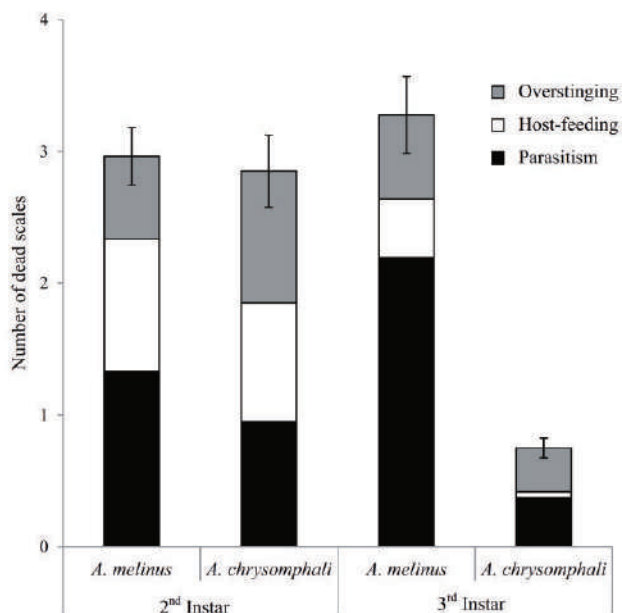 4
Overstinging
Host-feeding
3
Parasitism
Number of dead scales
2
1
0
A. melinus
A. chrysomphali
A. melinus
A. chrysomphali
2nd Instar
3rd Instar